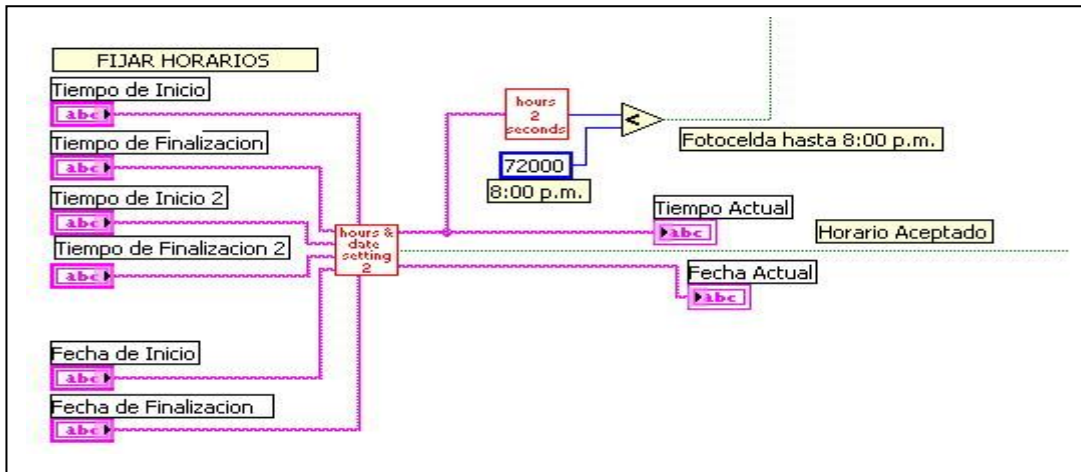 FIJAR HORARIOS
Tiempo de Inicio
abc
Tiempo de Finalizacion
abc
Tiempo de Inicio 2
abc
Tiempo de Finalizacion 2
abc
Fecha de Inicio
abc
Fecha de Finalizacion
abc
hours &
date
setting
2
hours
2
seconds
<
72000
8:00 p.m.
Fotocelda hasta 8:00 p.m.
Tiempo Actual
abc
Horario Aceptado
Fecha Actual
abc